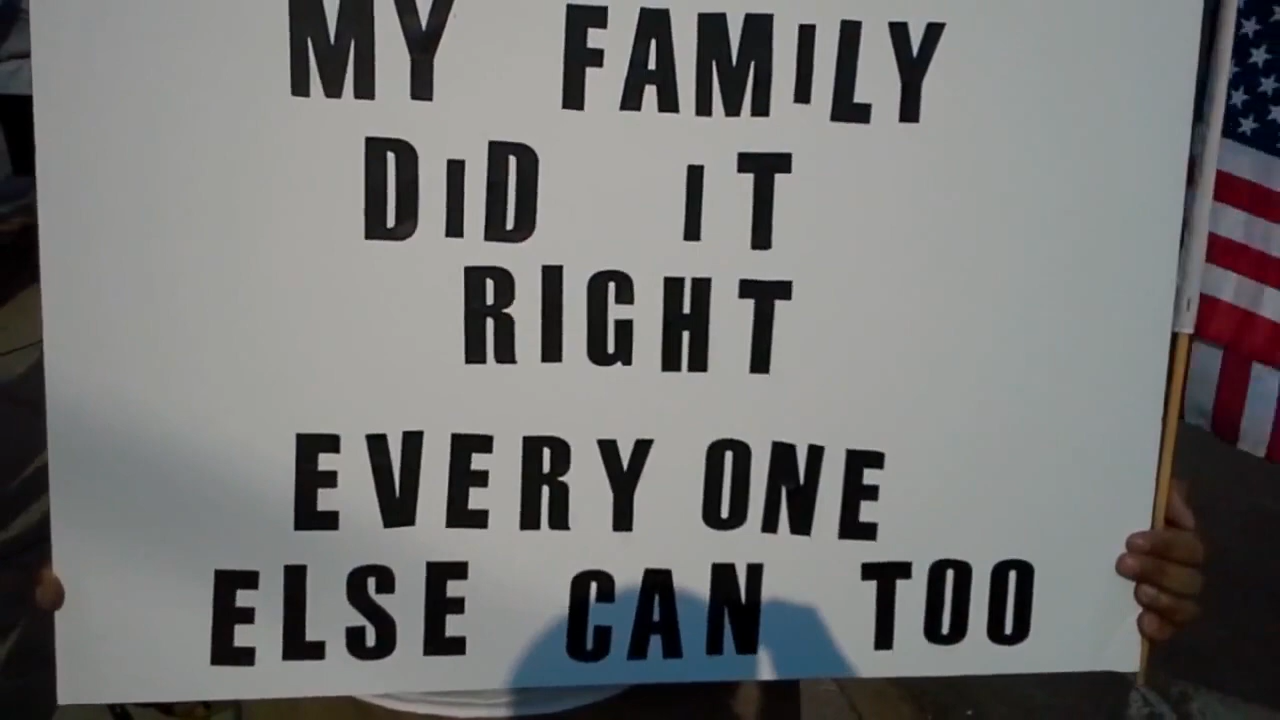 MY FAMILY
DID IT
RIGHT
EVERY ONE
ELSE CAN TOO